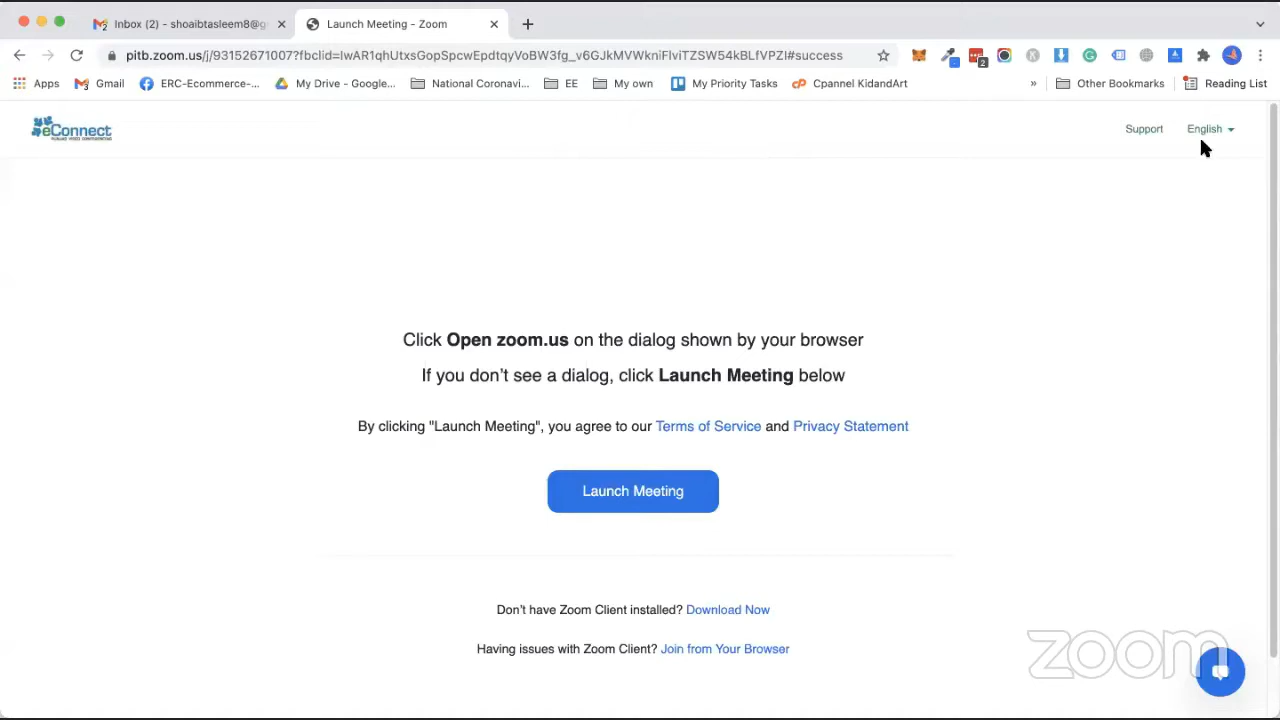 Inbox (2) - shoaibtasleem8@g
Launch Meeting - Zoom
pitb.zoom.us/j/93152671007?fbclid=IwAR1qhUtxsGopSpcwEpdtqyVoBW3fg_v6GJkMVWkniFlviTZSW54kBLfVPZI#success
Apps Gmail ERC-Ecommerce-... My Drive - Google... National Coronavi... EE My own My Priority Tasks Cpannel KidandArt » Other Bookmarks Reading List
eConnect
Support English
Click Open zoom.us on the dialog shown by your browser
If you don't see a dialog, click Launch Meeting below
By clicking "Launch Meeting", you agree to our Terms of Service and Privacy Statement
Launch Meeting
Don't have Zoom Client installed? Download Now
Having issues with Zoom Client? Join from Your Browser
zoom